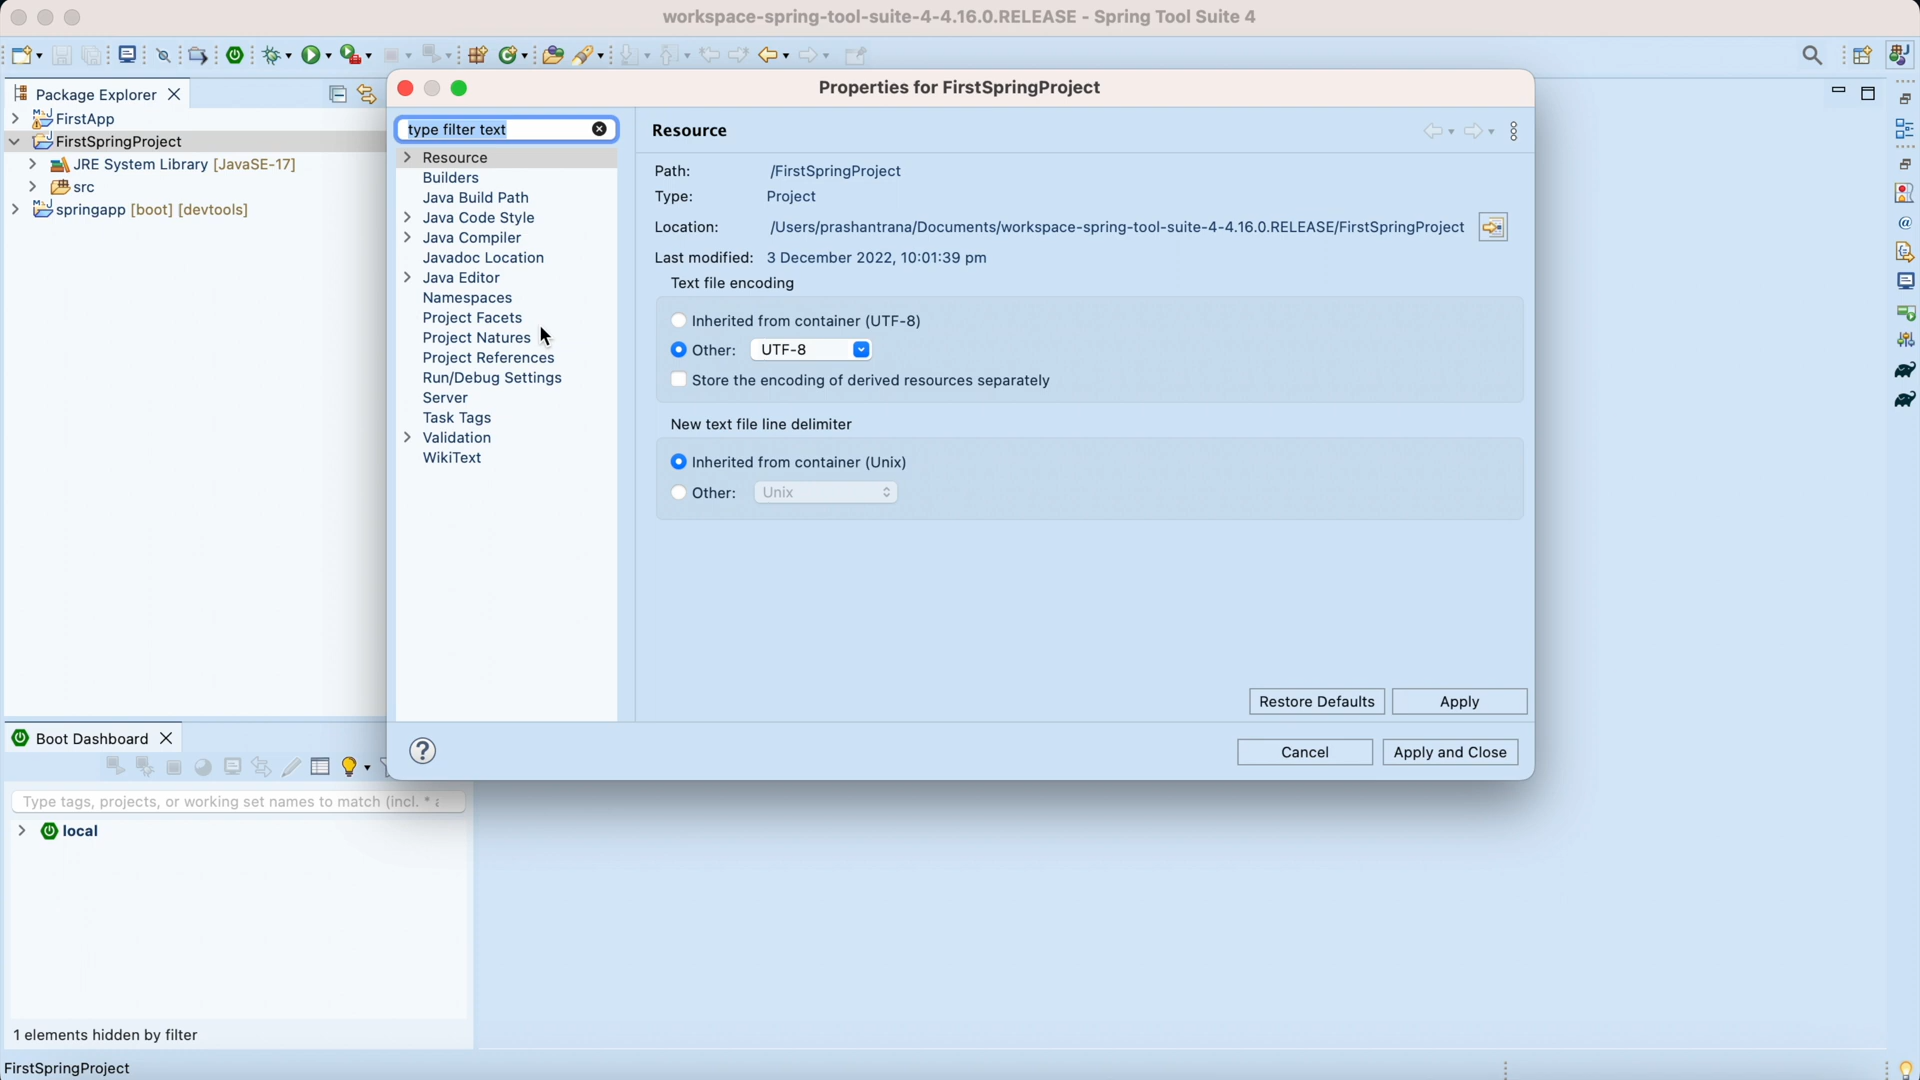 workspace-spring-tool-suite-4-4.16.0.RELEASE - Spring Tool Suite 4
Package Explorer
FirstApp
FirstSpringProject
JRE System Library [JavaSE-17]
src
springapp [boot] [devtools]
Properties for FirstSpringProject
type filter text
Resource
Builders
Java Build Path
Java Code Style
Java Compiler
Javadoc Location
Java Editor
Namespaces
Project Facets
Project Natures
Project References
Run/Debug Settings
Server
Task Tags
Validation
WikiText
Resource
Path: /FirstSpringProject
Type: Project
Location: /Users/prashantrana/Documents/workspace-spring-tool-suite-4-4.16.0.RELEASE/FirstSpringProject
Last modified: 3 December 2022, 10:01:39 pm
Text file encoding
Inherited from container (UTF-8)
Other: UTF-8
Store the encoding of derived resources separately
New text file line delimiter
Inherited from container (Unix)
Other: Unix
Restore Defaults
Apply
Cancel
Apply and Close
Boot Dashboard
Type tags, projects, or working set names to match (incl. *
local
1 elements hidden by filter
FirstSpringProject